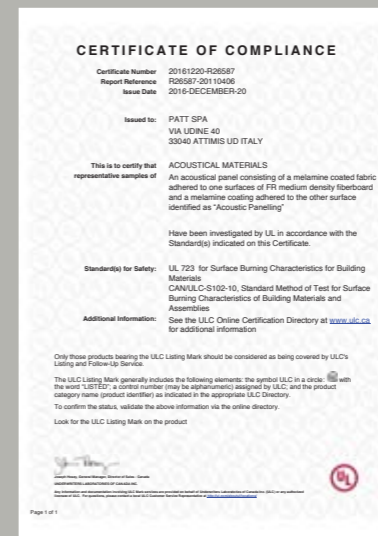 CERTIFICATE OF COMPLIANCE
Certificate Number 20161220-R26587
Report Reference R26587-20110406
Issue Date 2016-DECEMBER-20
Issued to: PATT SPA
VIA UDINE 40
33040 ATTIMIS UD ITALY
This is to certify that ACOUSTICAL MATERIALS
representative samples of An acoustical panel consisting of a melamine coated fabric
adhered to one surfaces of FR medium density fiberboard
and a melamine coating adhered to the other surface
identified as “Acoustic Panelling”
Have been investigated by UL in accordance with the
Standard(s) indicated on this Certificate.
Standard(s) for Safety: UL 723 for Surface Burning Characteristics for Building
Materials
CAN/ULC-S102-10, Standard Method of Test for Surface
Burning Characteristics of Building Materials and
Assemblies
Additional Information: See the ULC Online Certification Directory at www.ulc.ca
for additional information
Only those products bearing the ULC Listing Mark should be considered as being covered by ULC's
Listing and Follow-Up Service.
The ULC Listing Mark generally includes the following elements: the symbol ULC in a circle: with
the word "LISTED"; a control number (may be alphanumeric) assigned by ULC; and the product
category name (product identifier) as indicated in the appropriate ULC Directory.
To confirm the status, validate the above information via the online directory.
Look for the ULC Listing Mark on the product
UL
Page 1 of 1